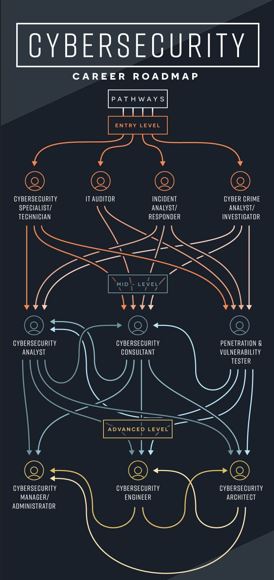 CYBERSECURITY
CAREER ROADMAP
PATHWAYS
ENTRY LEVEL
CYBERSECURITY
SPECIALIST/
TECHNICIAN
IT AUDITOR
INCIDENT
ANALYST/
RESPONDER
CYBER CRIME
ANALYST/
INVESTIGATOR
MID - LEVEL
CYBERSECURITY
ANALYST
CYBERSECURITY
CONSULTANT
PENETRATION &
VULNERABILITY
TESTER
ADVANCED LEVEL
CYBERSECURITY
MANAGER/
ADMINISTRATOR
CYBERSECURITY
ENGINEER
CYBERSECURITY
ARCHITECT